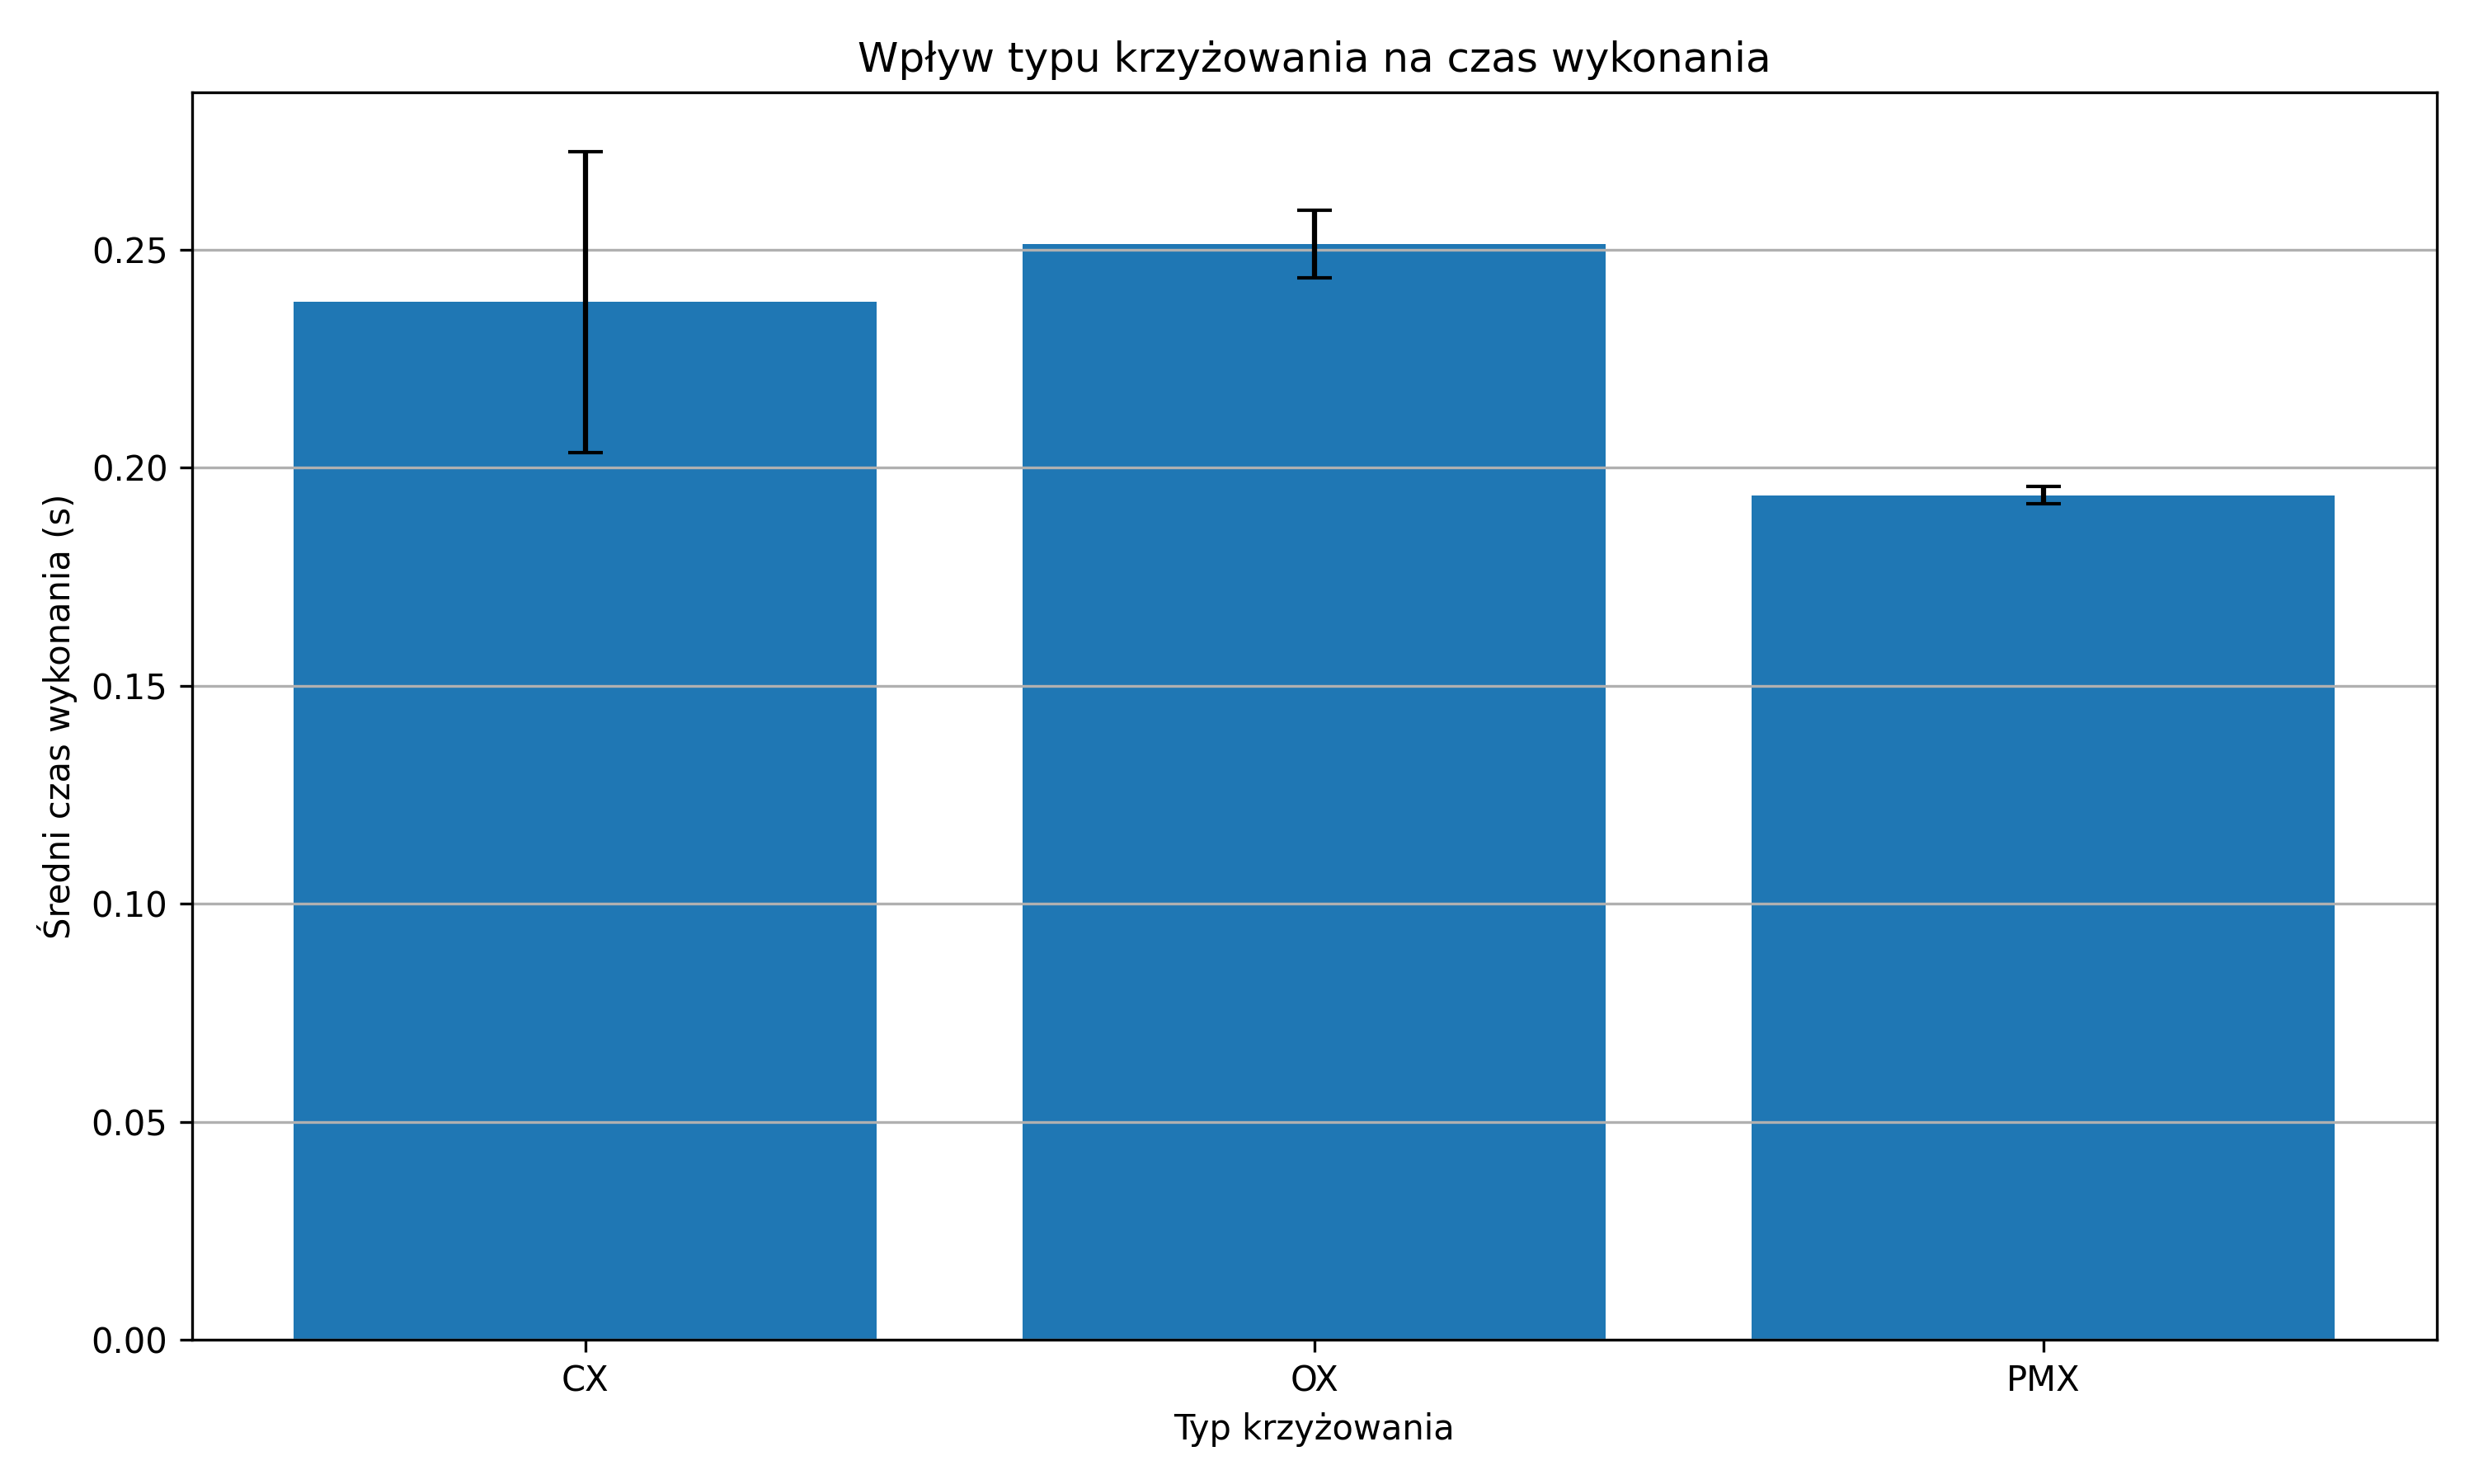 Wpływ typu krzyżowania na czas wykonania
Średni czas wykonania (s)
0.25
0.20
0.15
0.10
0.05
0.00
CX
OX
PMX
Typ krzyżowania